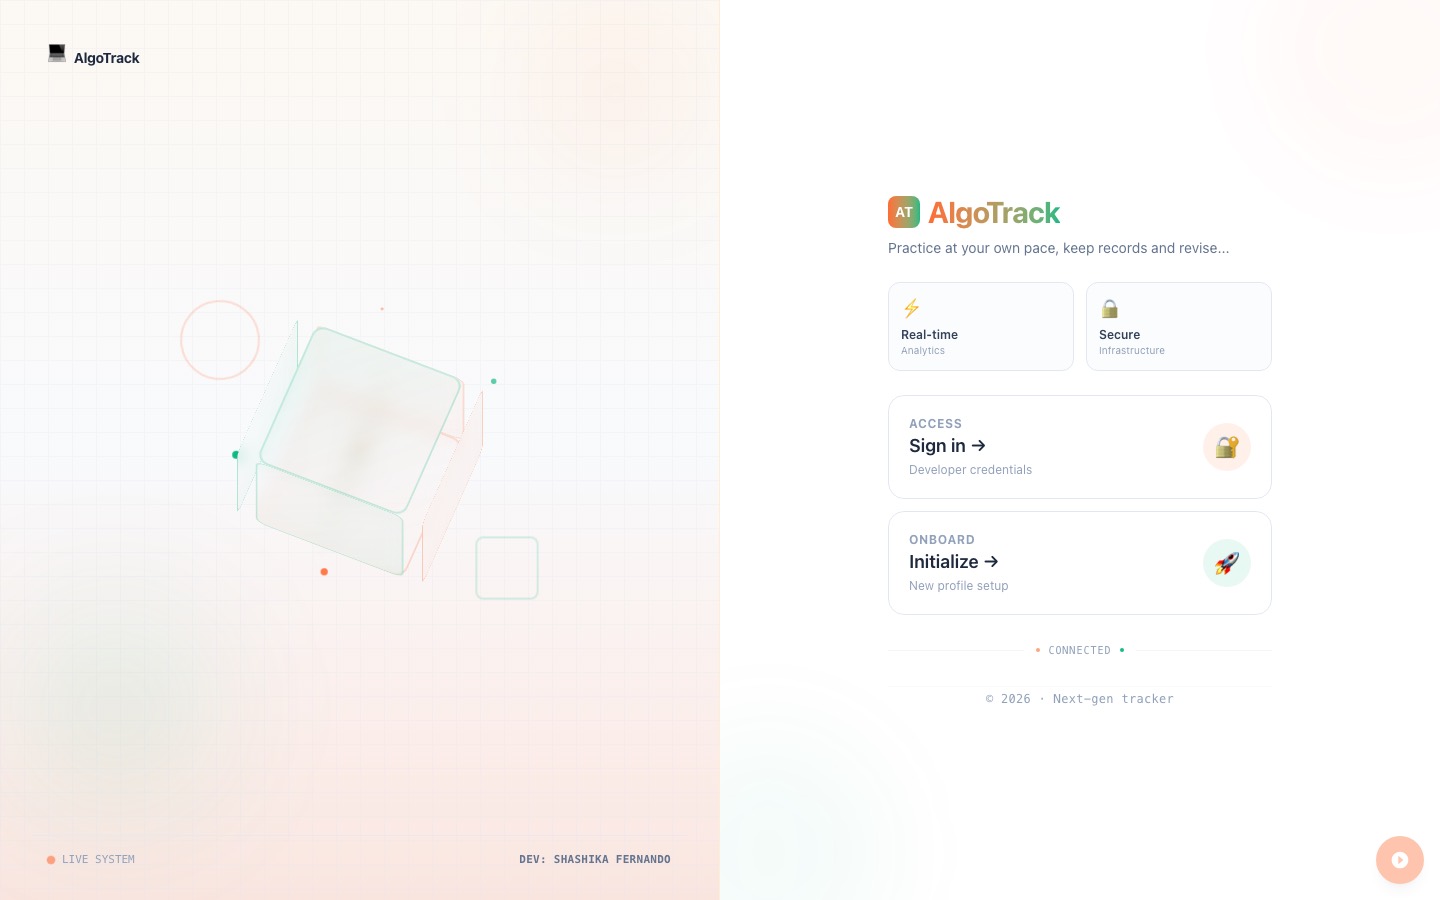 AlgoTrack
LIVE SYSTEM
DEV: SHASHIKA FERNANDO
AT AlgoTrack
Practice at your own pace, keep records and revise...
Real-time
Analytics
Secure
Infrastructure
ACCESS
Sign in →
Developer credentials
ONBOARD
Initialize →
New profile setup
CONNECTED
© 2026 · Next-gen tracker